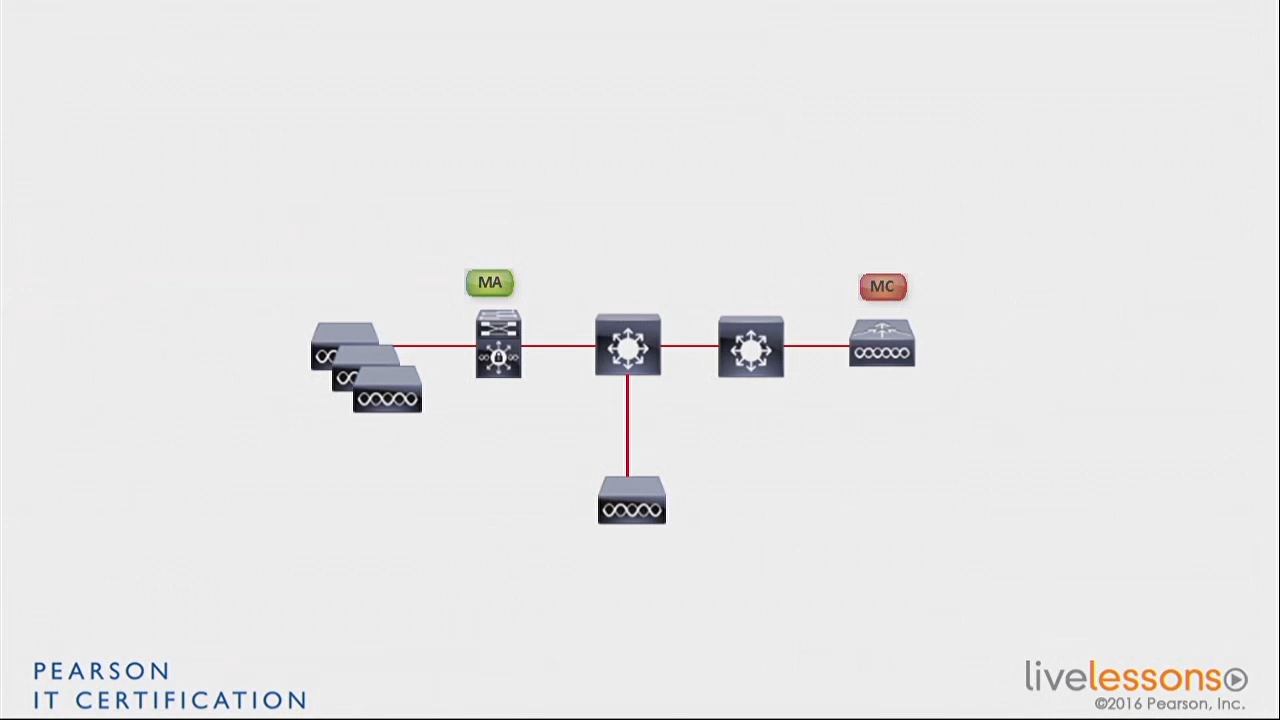 MA
MC
PEARSON
IT CERTIFICATION
livelessons
©2016 Pearson, Inc.